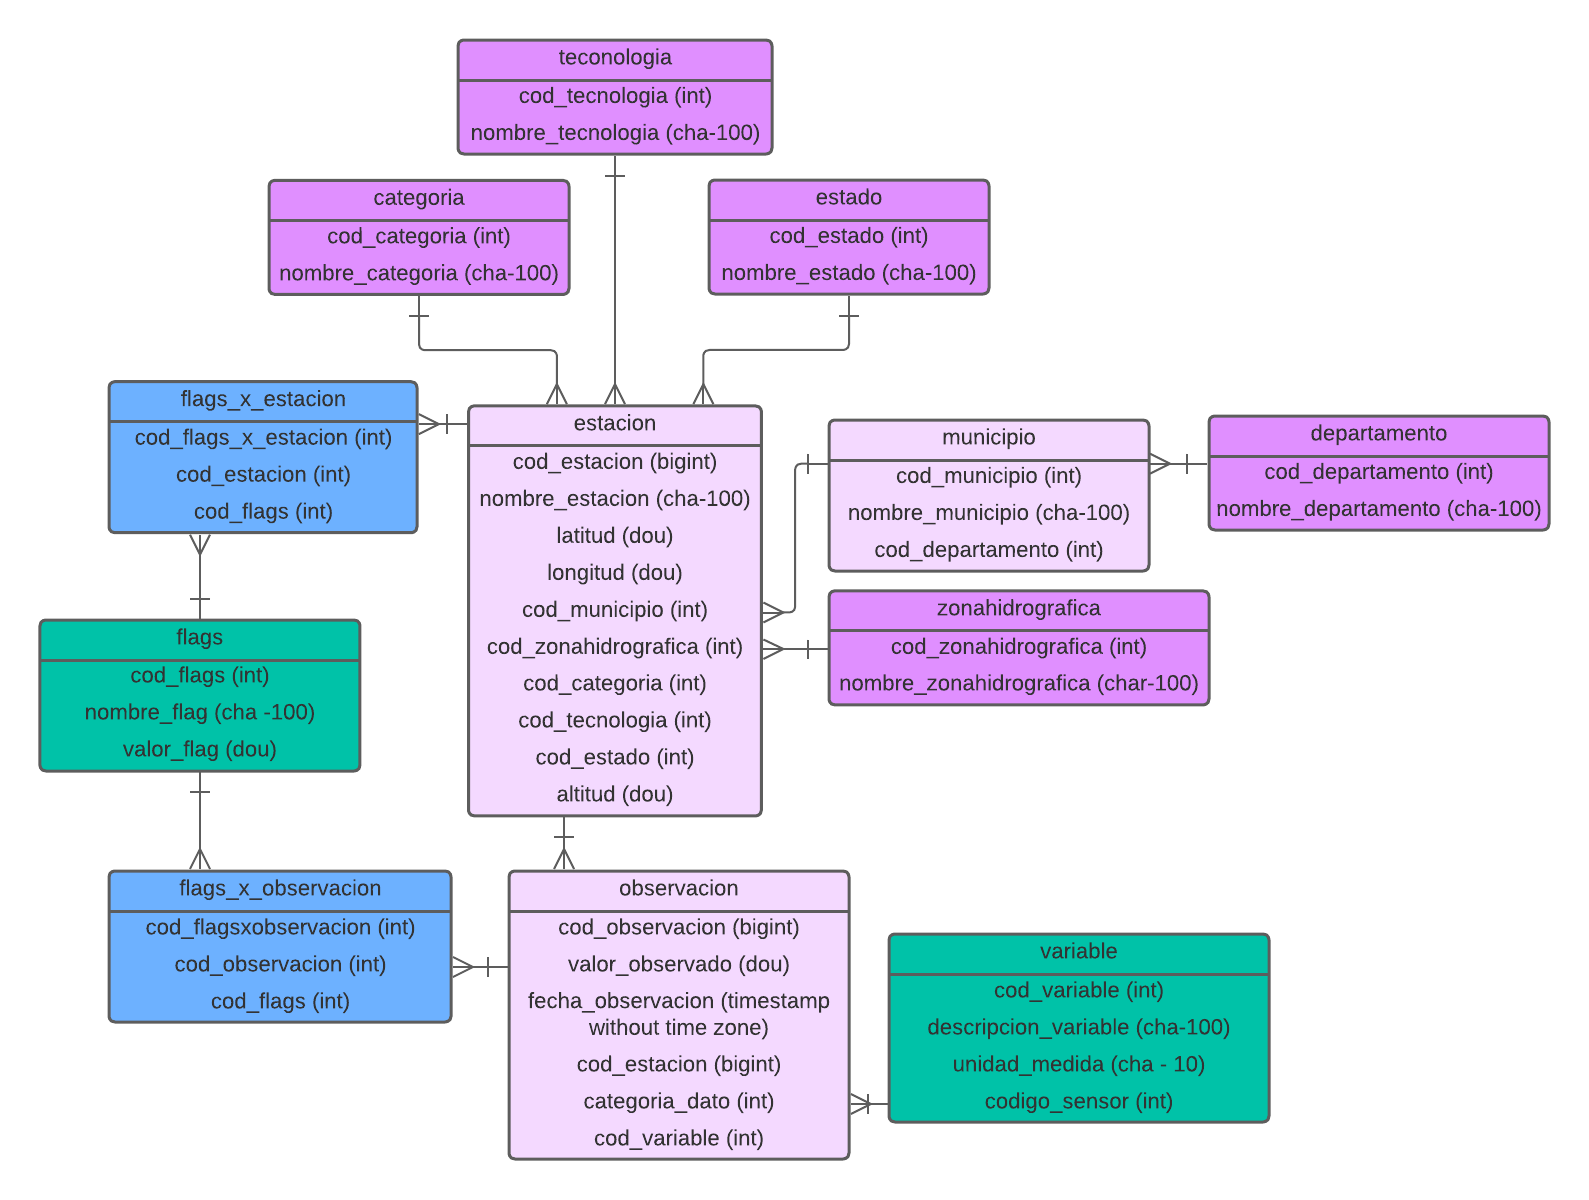 teconologia
cod_tecnologia (int)
nombre_tecnologia (cha-100)
categoria
cod_categoria (int)
nombre_categoria (cha-100)
estado
cod_estado (int)
nombre_estado (cha-100)
flags_x_estacion
cod_flags_x_estacion (int)
cod_estacion (int)
cod_flags (int)
estacion
cod_estacion (bigint)
nombre_estacion (cha-100)
latitud (dou)
longitud (dou)
cod_municipio (int)
cod_zonahidrografica (int)
cod_categoria (int)
cod_tecnologia (int)
cod_estado (int)
altitud (dou)
municipio
cod_municipio (int)
nombre_municipio (cha-100)
cod_departamento (int)
departamento
cod_departamento (int)
nombre_departamento (cha-100)
zonahidrografica
cod_zonahidrografica (int)
nombre_zonahidrografica (char-100)
flags
cod_flags (int)
nombre_flag (cha -100)
valor_flag (dou)
flags_x_observacion
cod_flagsxobservacion (int)
cod_observacion (int)
cod_flags (int)
observacion
cod_observacion (bigint)
valor_observado (dou)
fecha_observacion (timestamp
without time zone)
cod_estacion (bigint)
categoria_dato (int)
cod_variable (int)
variable
cod_variable (int)
descripcion_variable (cha-100)
unidad_medida (cha - 10)
codigo_sensor (int)